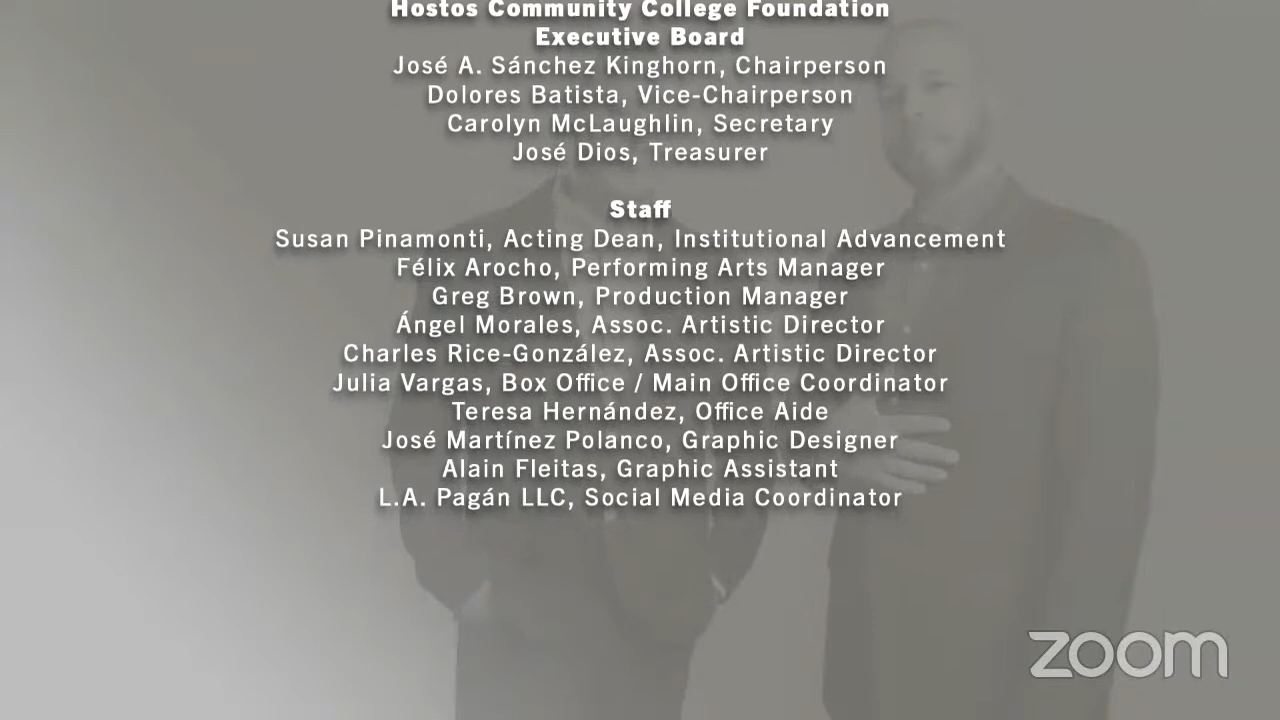 Hostos Community College Foundation
Executive Board
José A. Sánchez Kinghorn, Chairperson
Dolores Batista, Vice-Chairperson
Carolyn McLaughlin, Secretary
José Dios, Treasurer
Staff
Susan Pinamonti, Acting Dean, Institutional Advancement
Félix Arocho, Performing Arts Manager
Greg Brown, Production Manager
Ángel Morales, Assoc. Artistic Director
Charles Rice-González, Assoc. Artistic Director
Julia Vargas, Box Office / Main Office Coordinator
Teresa Hernández, Office Aide
José Martínez Polanco, Graphic Designer
Alain Fleitas, Graphic Assistant
L.A. Pagán LLC, Social Media Coordinator
zoom